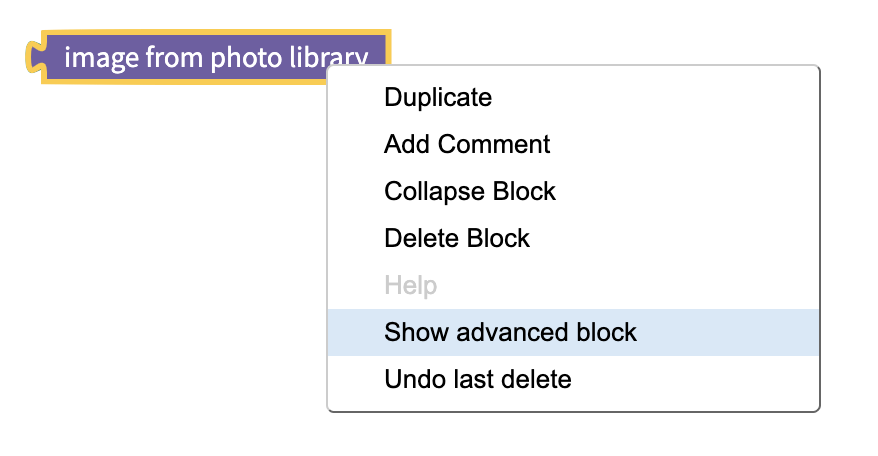 image from photo library
Duplicate
Add Comment
Collapse Block
Delete Block
Help
Show advanced block
Undo last delete